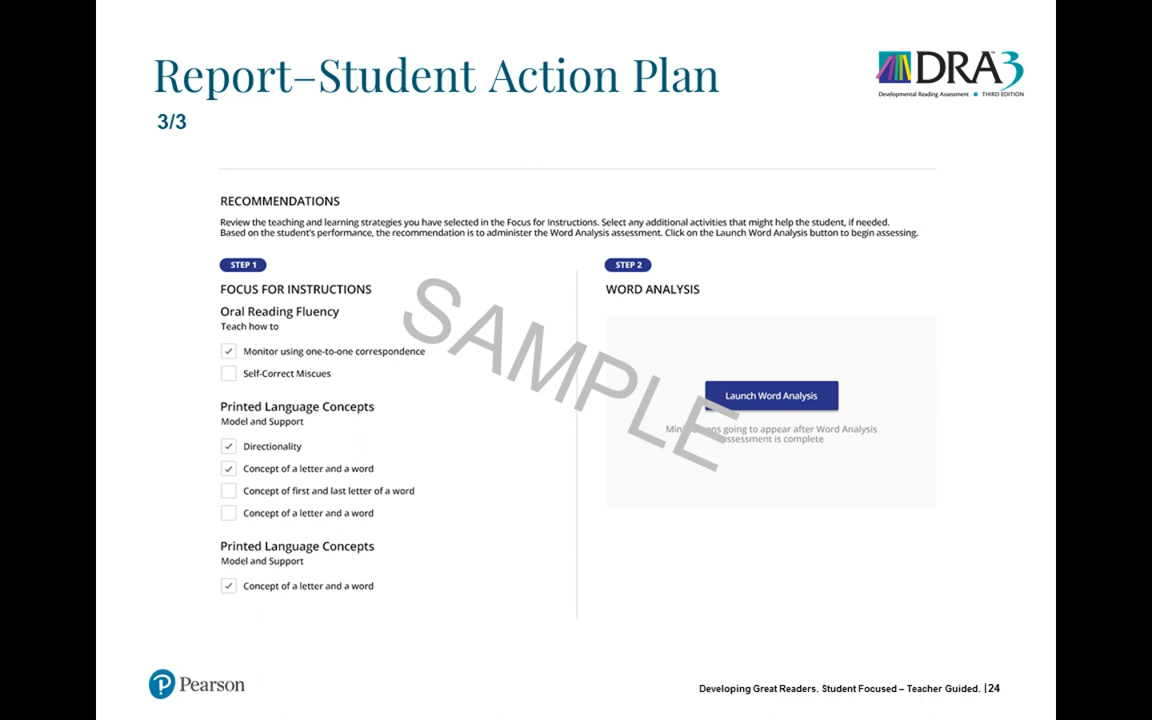 Report–Student Action Plan
3/3
DRA3™
Developmental Reading Assessment ■ THIRD EDITION
RECOMMENDATIONS
Review the teaching and learning strategies you have selected in the Focus for Instructions. Select any additional activities that might help the student, if needed.
Based on the student's performance, the recommendation is to administer the Word Analysis assessment. Click on the Launch Word Analysis button to begin assessing.
STEP 1
FOCUS FOR INSTRUCTIONS
Oral Reading Fluency
Teach how to
Monitor using one-to-one correspondence
Self-Correct Miscues
Printed Language Concepts
Model and Support
Directionality
Concept of a letter and a word
Concept of first and last letter of a word
Concept of a letter and a word
Printed Language Concepts
Model and Support
Concept of a letter and a word
STEP 2
WORD ANALYSIS
Launch Word Analysis
going to appear after Word Analysis
assessment is complete
SAMPLE
Pearson
Developing Great Readers. Student Focused – Teacher Guided. |24